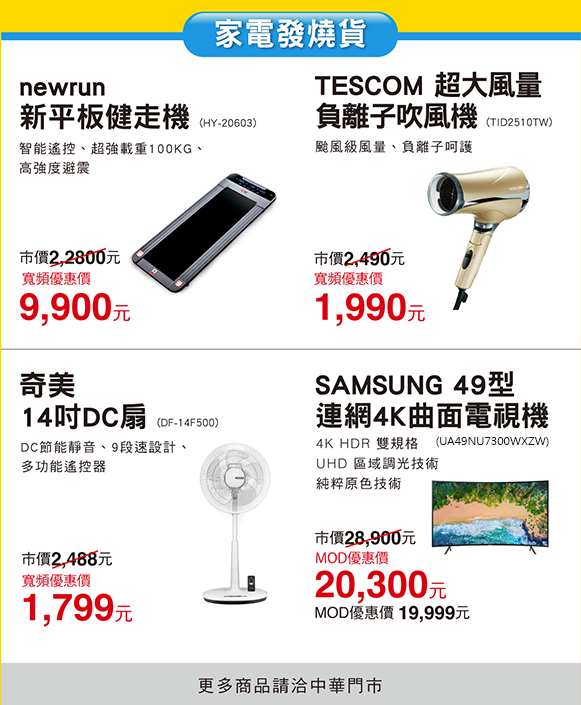 家電發燒貨
newrun
新平板健走機 (HY-20603)
智能遙控、超強載重100KG、
高強度避震
市價2,2800元
寬頻優惠價
9,900元
TESCOM 超大風量
負離子吹風機 (TID2510TW)
颱風級風量、負離子呵護
市價2,490元
寬頻優惠價
1,990元
奇美
14吋DC扇 (DF-14F500)
DC節能靜音、9段速設計、
多功能遙控器
市價2,488元
寬頻優惠價
1,799元
SAMSUNG 49型
連網4K曲面電視機
4K HDR 雙規格 (UA49NU7300WXZW)
UHD 區域調光技術
純粹原色技術
市價28,900元
MOD優惠價
20,300元
MOD優惠價 19,999元
更多商品請洽中華門市